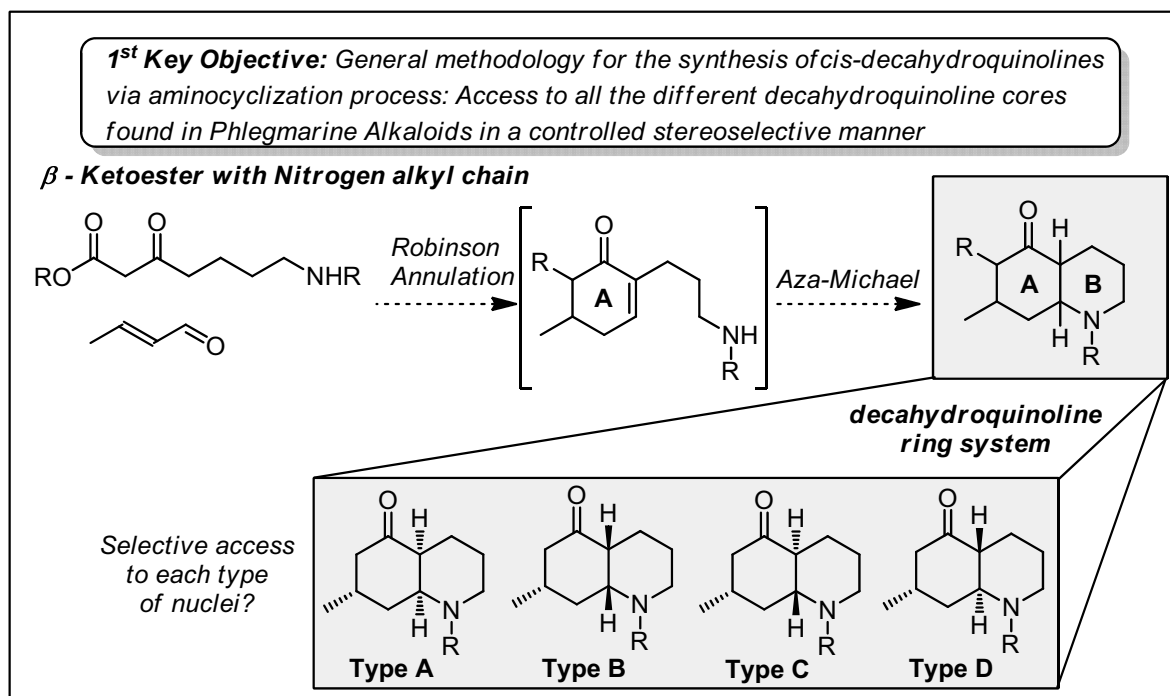 1st Key Objective: General methodology for the synthesis ofcis-decahydroquinolines
via aminocyclization process: Access to all the different decahydroquinoline cores
found in Phlegmarine Alkaloids in a controlled stereoselective manner
β - Ketoester with Nitrogen alkyl chain
O O
RO NHR
O
Robinson
Annulation
O
R
A
NH
R
Aza-Michael
O H
R
A B
N
H R
decahydroquinoline
ring system
Selective access
to each type
of nuclei?
O H
N
H R
Type A
O H
N
H R
Type B
O H
N
H R
Type C
O H
N
H R
Type D